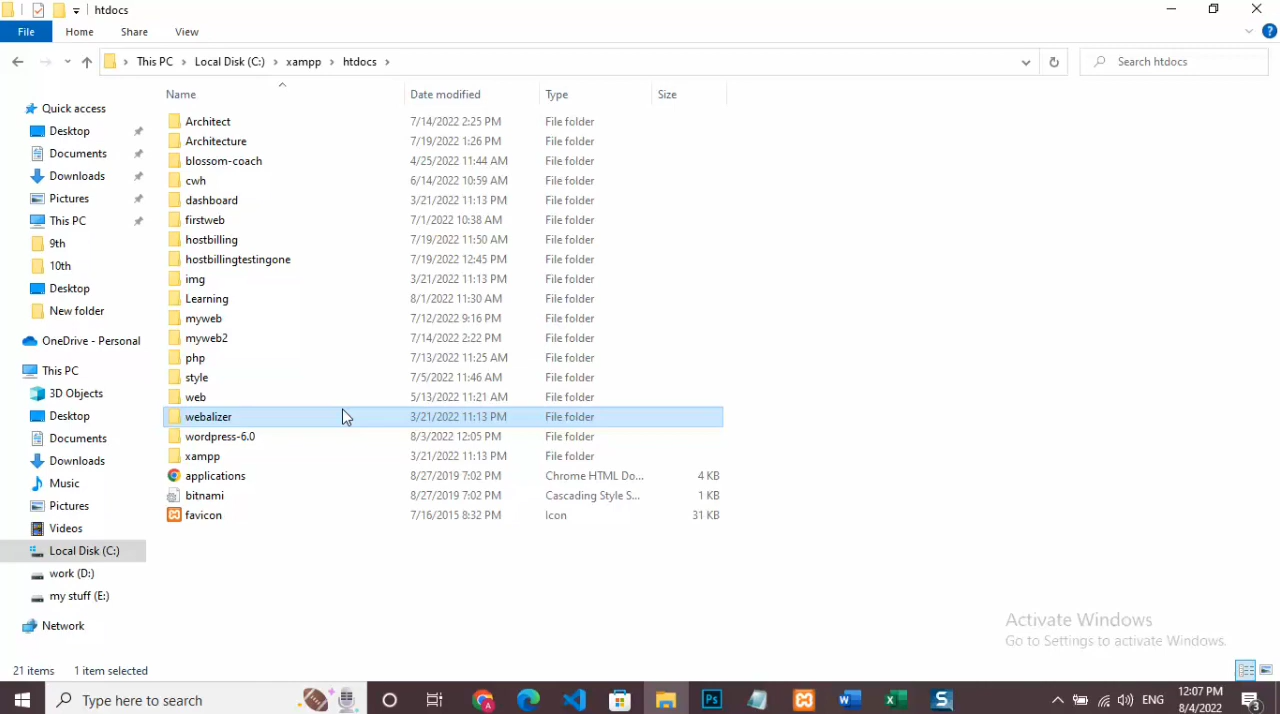 htdocs
File Home Share View
This PC Local Disk (C:) xampp htdocs
Search htdocs
Name Date modified Type Size
Quick access
Desktop
Documents
Downloads
Pictures
This PC
9th
10th
Desktop
New folder
OneDrive - Personal
This PC
3D Objects
Desktop
Documents
Downloads
Music
Pictures
Videos
Local Disk (C:)
work (D:)
my stuff (E:)
Network
Architect 7/14/2022 2:25 PM File folder
Architecture 7/19/2022 1:26 PM File folder
blossom-coach 4/25/2022 11:44 AM File folder
cwh 6/14/2022 10:59 AM File folder
dashboard 3/21/2022 11:13 PM File folder
firstweb 7/1/2022 10:38 AM File folder
hostbilling 7/19/2022 11:50 AM File folder
hostbillingtestingone 7/19/2022 12:45 PM File folder
img 3/21/2022 11:13 PM File folder
Learning 8/1/2022 11:30 AM File folder
myweb 7/12/2022 9:16 PM File folder
myweb2 7/14/2022 2:22 PM File folder
php 7/13/2022 11:25 AM File folder
style 7/5/2022 11:46 AM File folder
web 5/13/2022 11:21 AM File folder
webalizer 3/21/2022 11:13 PM File folder
wordpress-6.0 8/3/2022 12:05 PM File folder
xampp 3/21/2022 11:13 PM File folder
applications 8/27/2019 7:02 PM Chrome HTML Do... 4 KB
bitnami 8/27/2019 7:02 PM Cascading Style S... 1 KB
favicon 7/16/2015 8:32 PM Icon 31 KB
Activate Windows
Go to Settings to activate Windows.
21 items 1 item selected
Type here to search
Ps
ENG
12:07 PM
8/4/2022
3